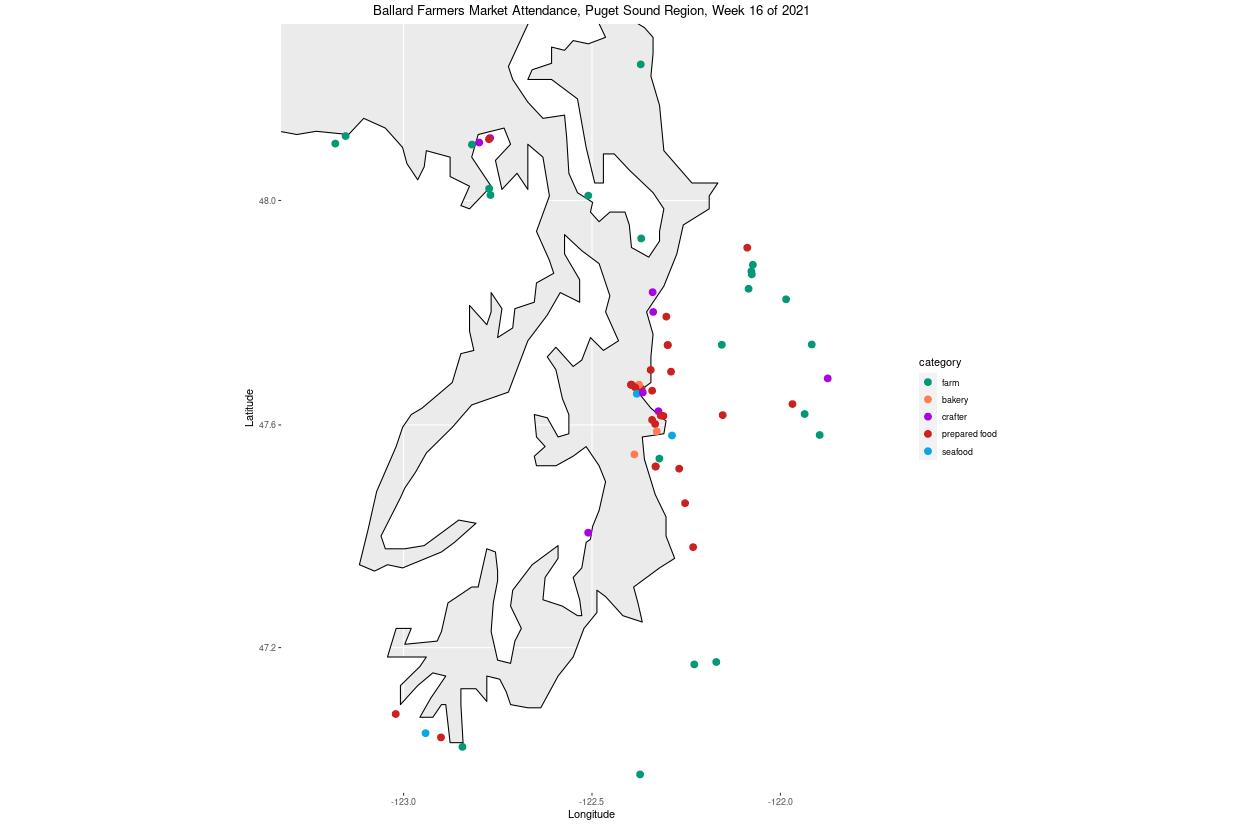 Ballard Farmers Market Attendance, Puget Sound Region, Week 16 of 2021
48.0
47.6
47.2
Latitude
-123.0
-122.5
-122.0
Longitude
category
farm
bakery
crafter
prepared food
seafood